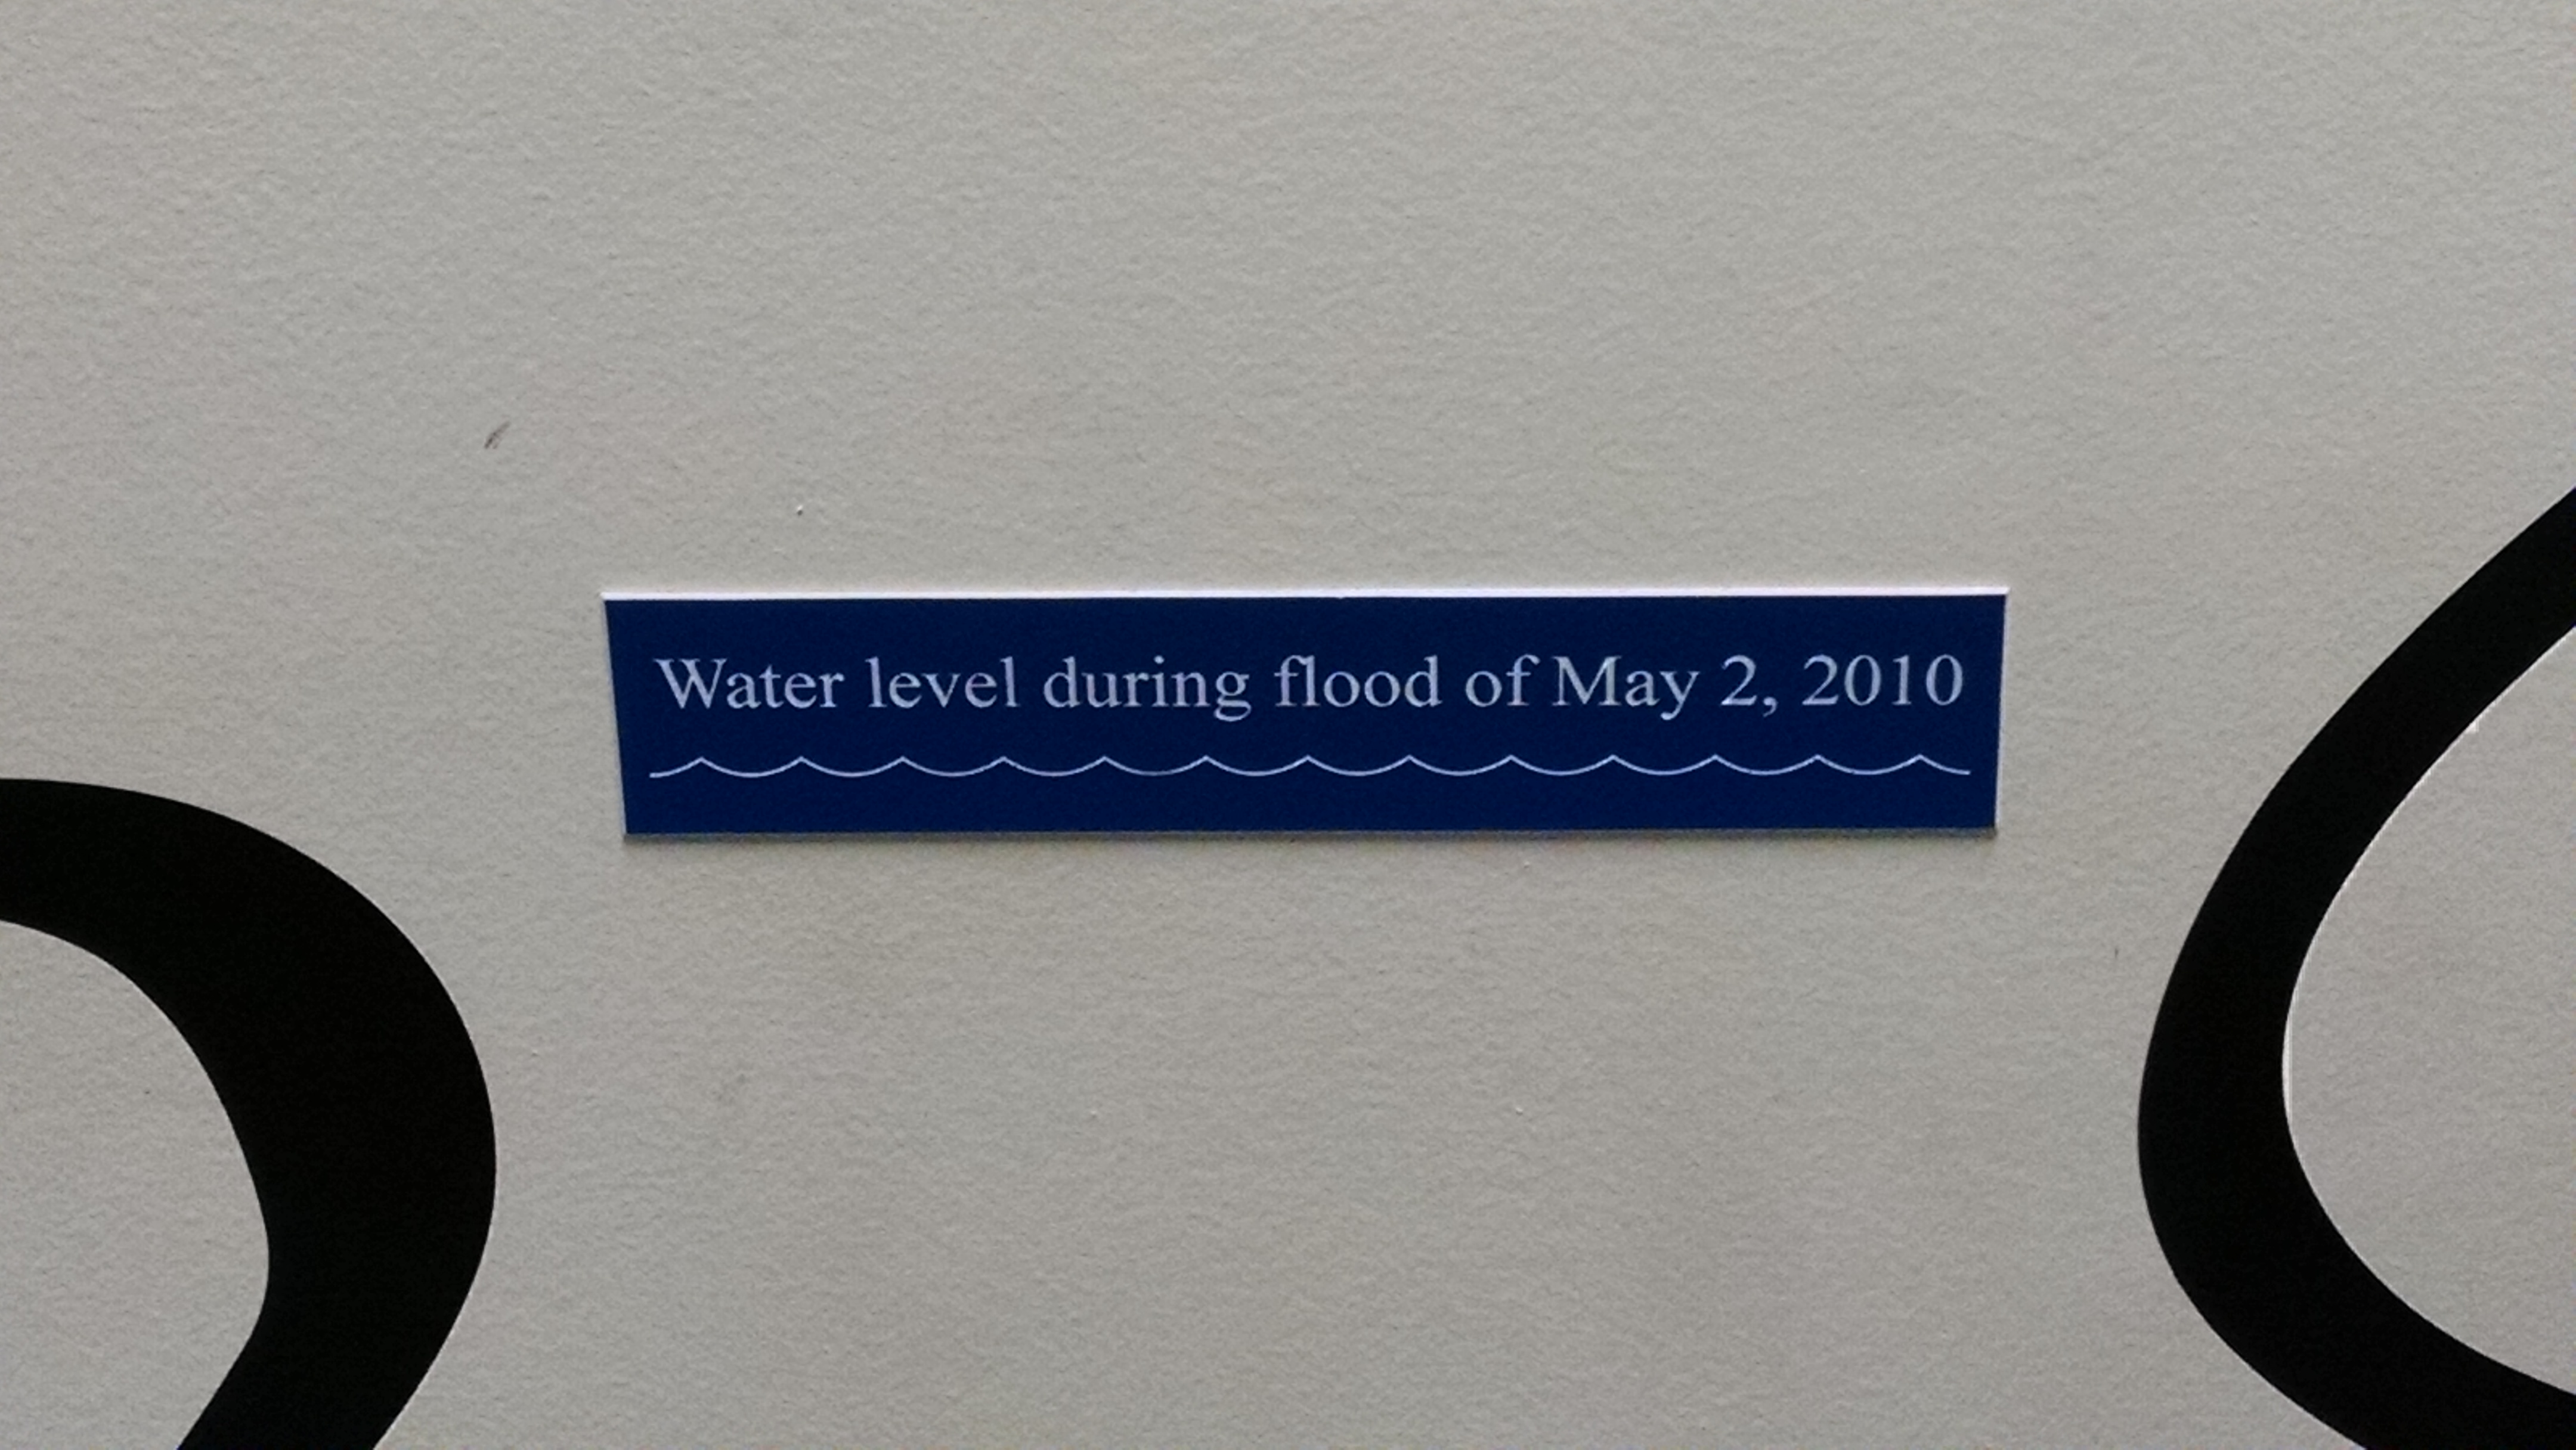 Water level during flood of May 2, 2010